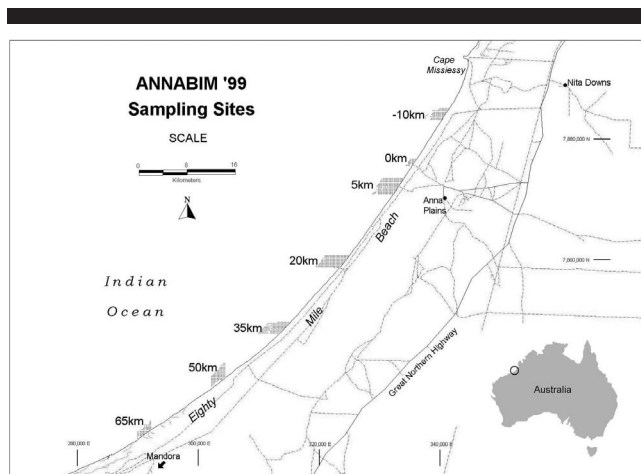 ANNABIM '99
Sampling Sites
SCALE
0 8 16
Kilometers
N
Cape
Missiessy
Nita Downs
-10km
7,880,000 N
0km
5km
Anna
Plains
Beach
20km
7,860,000 N
Indian
Ocean
Mile
35km
Great Northern Highway
50km
Australia
Eighty
65km
280,000 E
300,000 E
320,000 E
340,000 E
Mandora